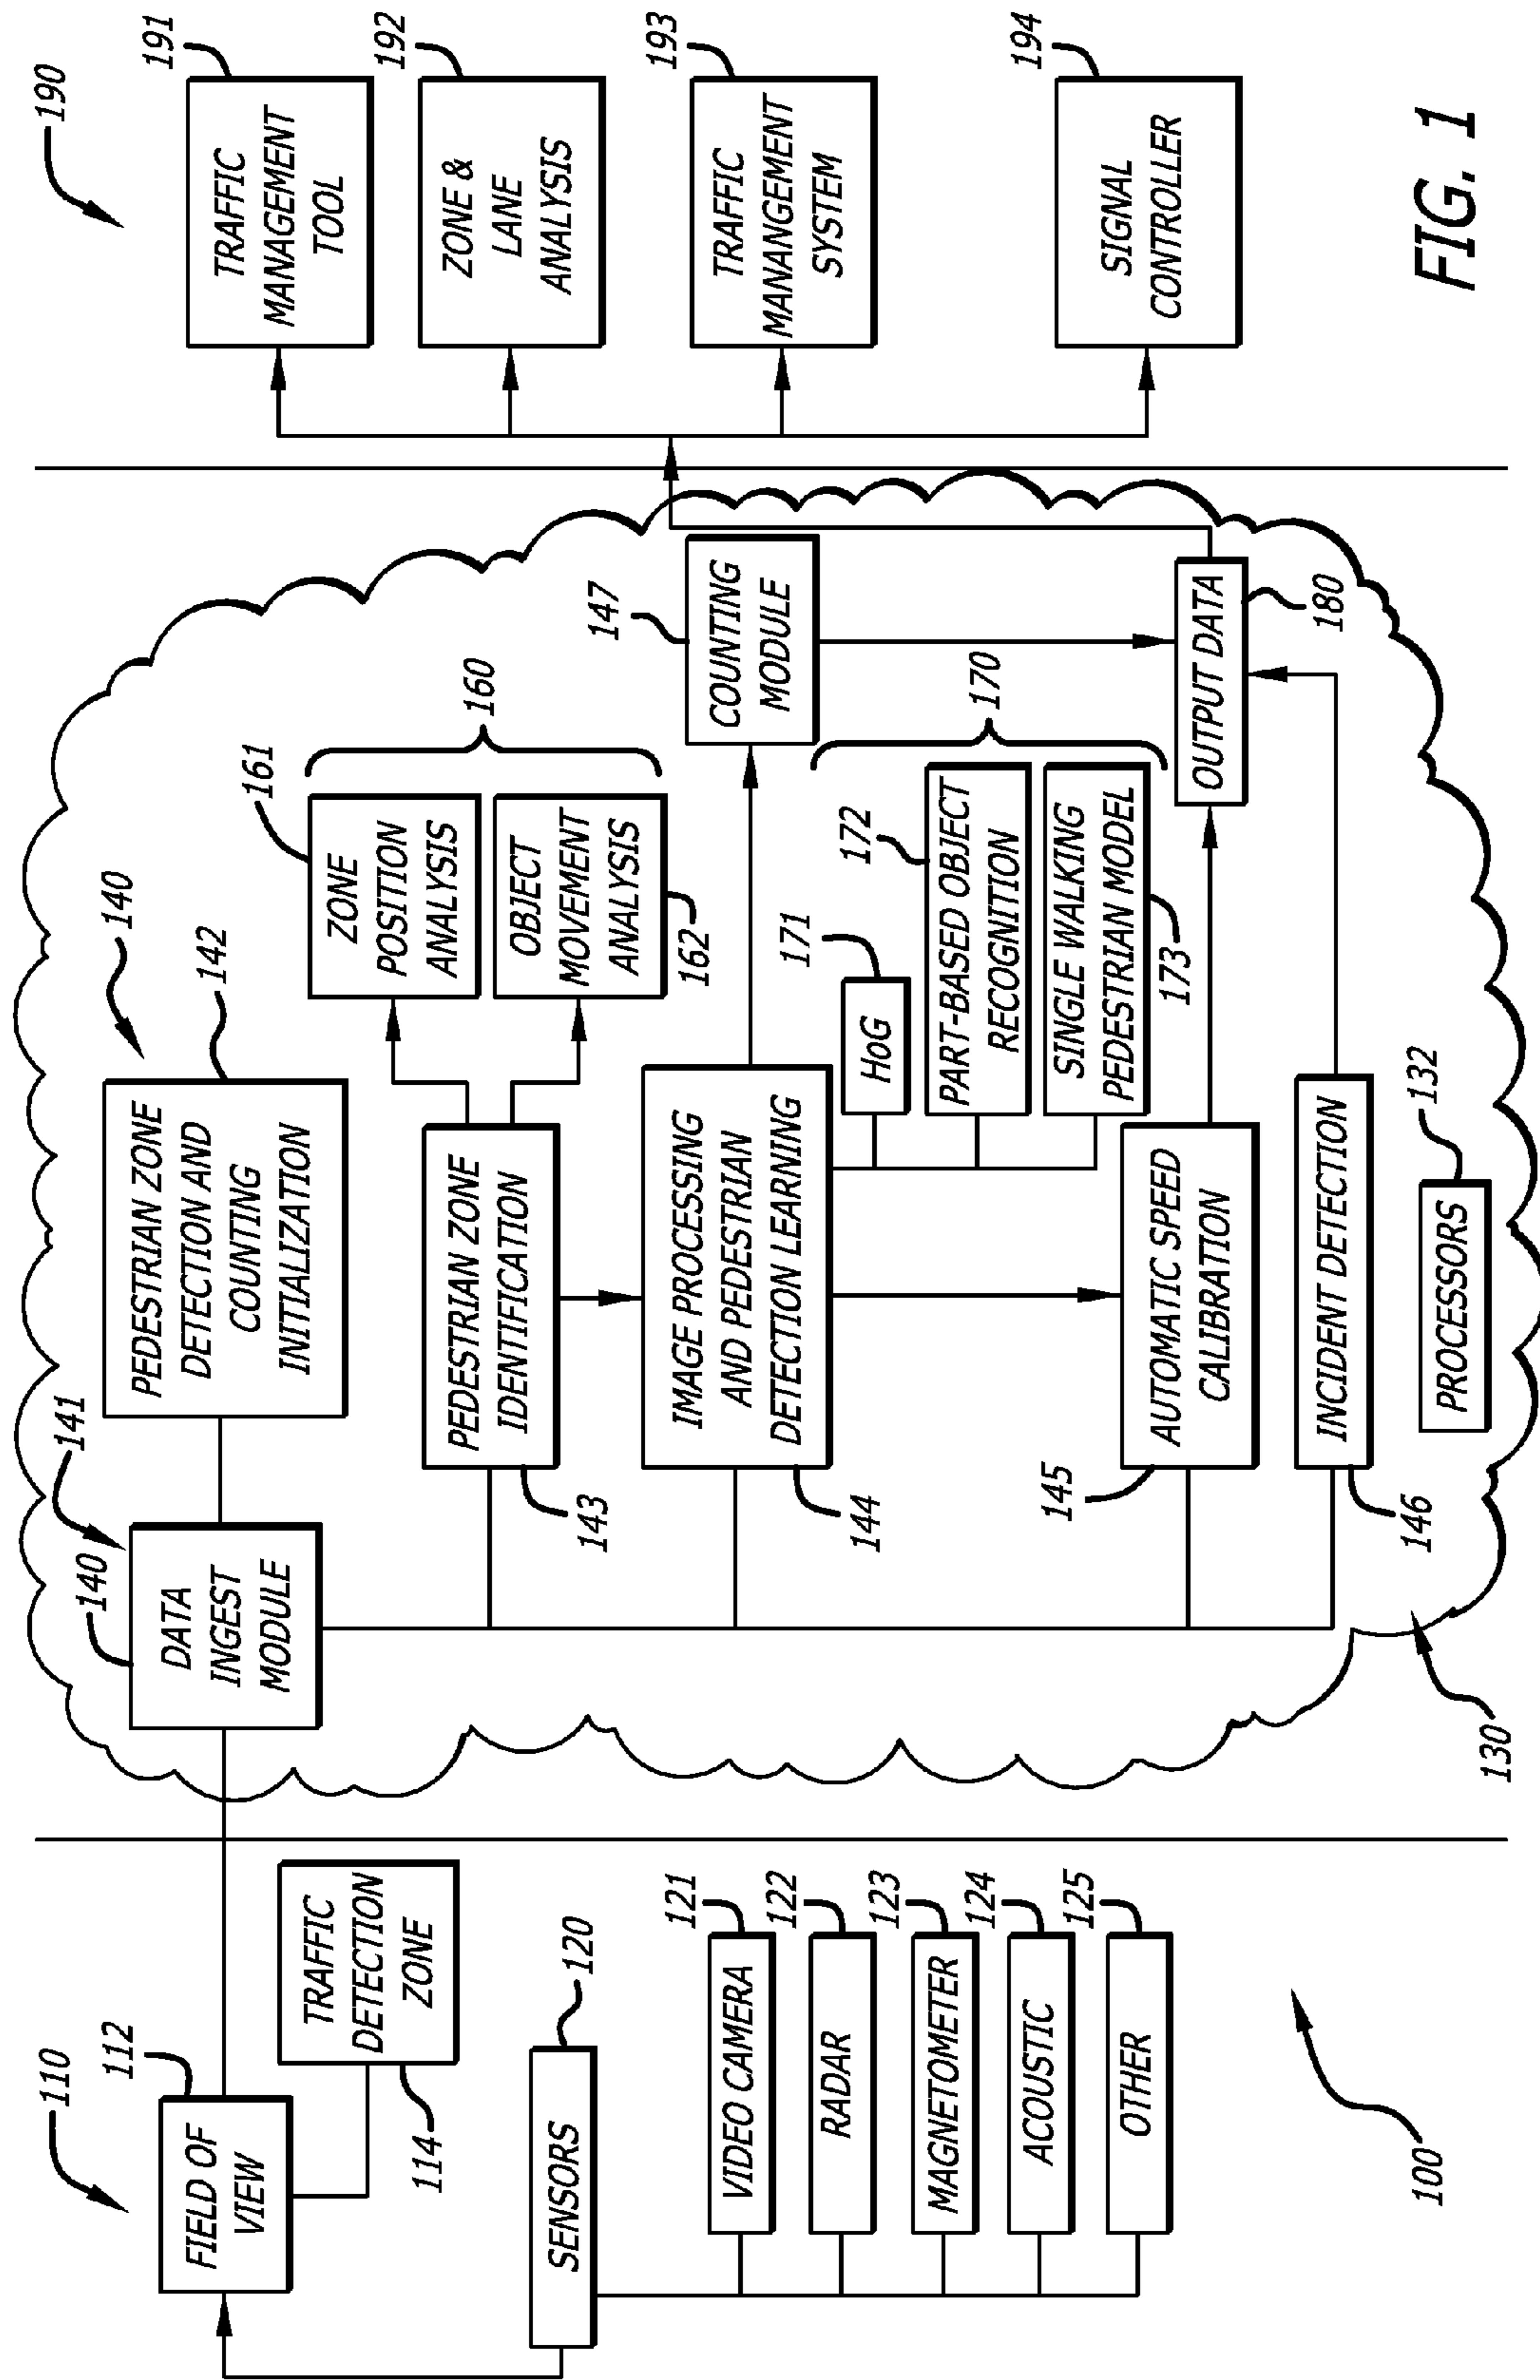 110
112
FIELD OF
VIEW
TRAFFIC
DETECTION
ZONE
114
SENSORS
120
VIDEO CAMERA
121
RADAR
122
MAGNETOMETER
123
ACOUSTIC
124
OTHER
125
100
140
141
DATA
INGEST
MODULE
140
142
PEDESTRIAN ZONE
DETECTION AND
COUNTING
INITIALIZATION
PEDESTRIAN ZONE
IDENTIFICATION
143
161
ZONE
POSITION
ANALYSIS
OBJECT
MOVEMENT
ANALYSIS
162
160
IMAGE PROCESSING
AND PEDESTRIAN
DETECTION LEARNING
144
147
COUNTING
MODULE
171
HoG
172
PART-BASED OBJECT
RECOGNITION
SINGLE WALKING
PEDESTRIAN MODEL
173
170
145
AUTOMATIC SPEED
CALIBRATION
INCIDENT DETECTION
146
OUTPUT DATA
180
PROCESSORS
132
130
190
TRAFFIC
MANAGEMENT
TOOL
191
ZONE &
LANE
ANALYSIS
192
TRAFFIC
MANANGEMENT
SYSTEM
193
SIGNAL
CONTROLLER
194
FIG. 1